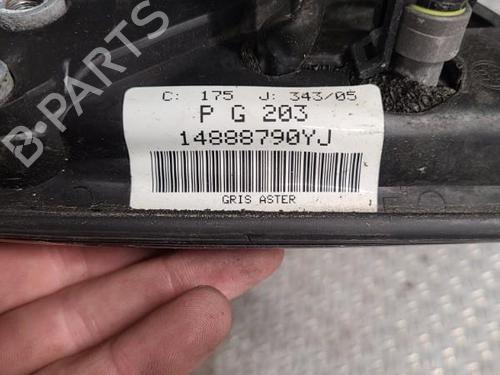 C: 175 J: 343/05
P G 203
14888790YJ
GRIS ASTER
B-PARTS